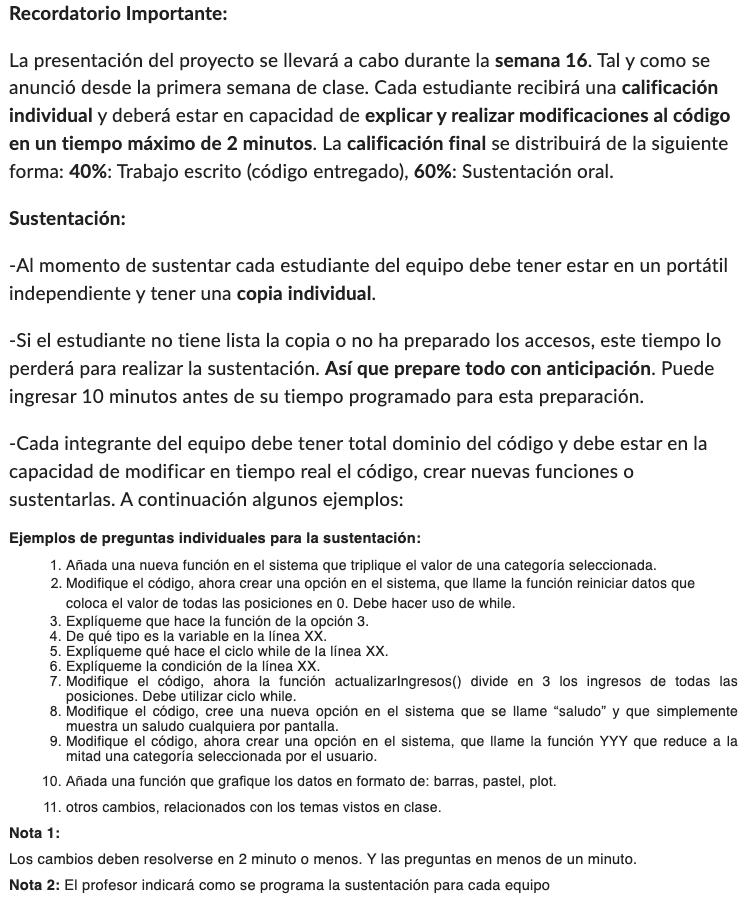 Recordatorio Importante:
La presentación del proyecto se llevará a cabo durante la semana 16. Tal y como se
anunció desde la primera semana de clase. Cada estudiante recibirá una calificación
individual y deberá estar en capacidad de explicar y realizar modificaciones al código
en un tiempo máximo de 2 minutos. La calificación final se distribuirá de la siguiente
forma: 40%: Trabajo escrito (código entregado), 60%: Sustentación oral.
Sustentación:
-Al momento de sustentar cada estudiante del equipo debe tener estar en un portátil
independiente y tener una copia individual.
-Si el estudiante no tiene lista la copia o no ha preparado los accesos, este tiempo lo
perderá para realizar la sustentación. Así que prepare todo con anticipación. Puede
ingresar 10 minutos antes de su tiempo programado para esta preparación.
-Cada integrante del equipo debe tener total dominio del código y debe estar en la
capacidad de modificar en tiempo real el código, crear nuevas funciones o
sustentarlas. A continuación algunos ejemplos:
Ejemplos de preguntas individuales para la sustentación:
1. Añada una nueva función en el sistema que triplique el valor de una categoría seleccionada.
2. Modifique el código, ahora crear una opción en el sistema, que llame la función reiniciar datos que
coloca el valor de todas las posiciones en 0. Debe hacer uso de while.
3. Explíqueme que hace la función de la opción 3.
4. De qué tipo es la variable en la línea XX.
5. Explíqueme qué hace el ciclo while de la línea XX.
6. Explíqueme la condición de la línea XX.
7. Modifique el código, ahora la función actualizarIngresos() divide en 3 los ingresos de todas las
posiciones. Debe utilizar ciclo while.
8. Modifique el código, cree una nueva opción en el sistema que se llame “saludo” y que simplemente
muestra un saludo cualquiera por pantalla.
9. Modifique el código, ahora crear una opción en el sistema, que llame la función YYY que reduce a la
mitad una categoría seleccionada por el usuario.
10. Añada una función que grafique los datos en formato de: barras, pastel, plot.
11. otros cambios, relacionados con los temas vistos en clase.
Nota 1:
Los cambios deben resolverse en 2 minuto o menos. Y las preguntas en menos de un minuto.
Nota 2: El profesor indicará como se programa la sustentación para cada equipo